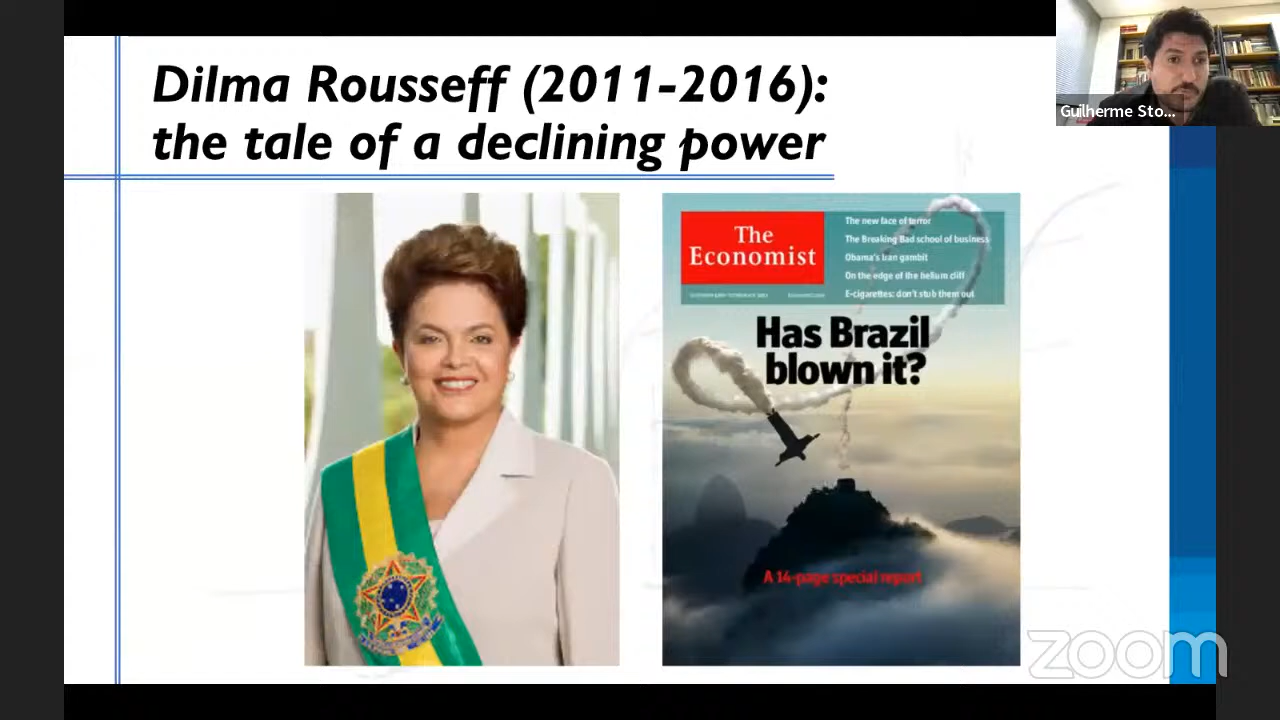 Dilma Rousseff (2011-2016):
the tale of a declining power
Guilherme Sto...
The
Economist
The new face of terror
The Breaking Bad school of business
Obama's Iran gambit
On the edge of the helium cliff
E-cigarettes: don't stub them out
Has Brazil
blown it?
A 14-page special report
zoom